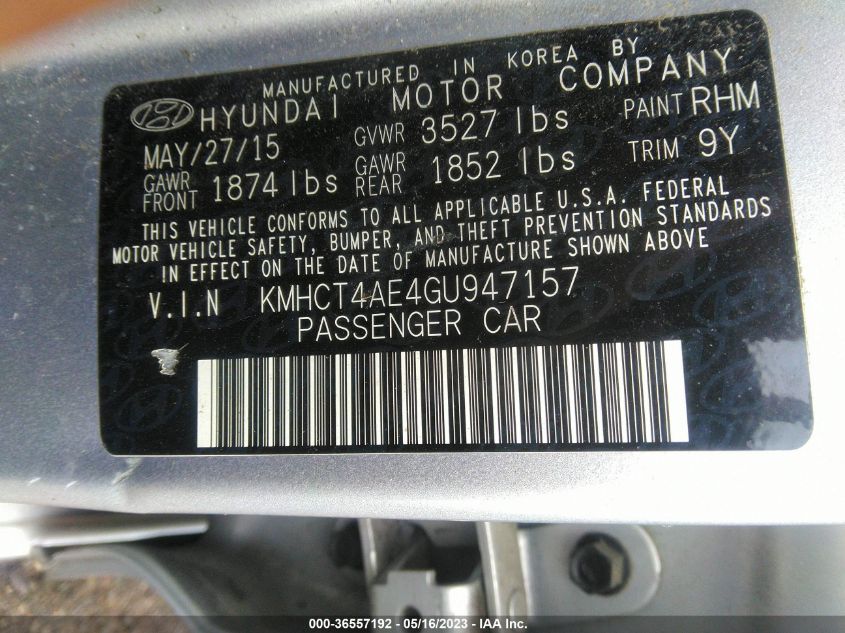 MANUFACTURED IN KOREA BY
HYUNDAI MOTOR COMPANY
MAY/27/15 GVWR 3527 lbs PAINT RHM
GAWR FRONT 1874 lbs GAWR REAR 1852 lbs TRIM 9Y
THIS VEHICLE CONFORMS TO ALL APPLICABLE U.S.A. FEDERAL
MOTOR VEHICLE SAFETY, BUMPER, AND THEFT PREVENTION STANDARDS
IN EFFECT ON THE DATE OF MANUFACTURE SHOWN ABOVE
V.I.N KMHCT4AE4GU947157
PASSENGER CAR
000-36557192 - 05/16/2023 - IAA Inc.